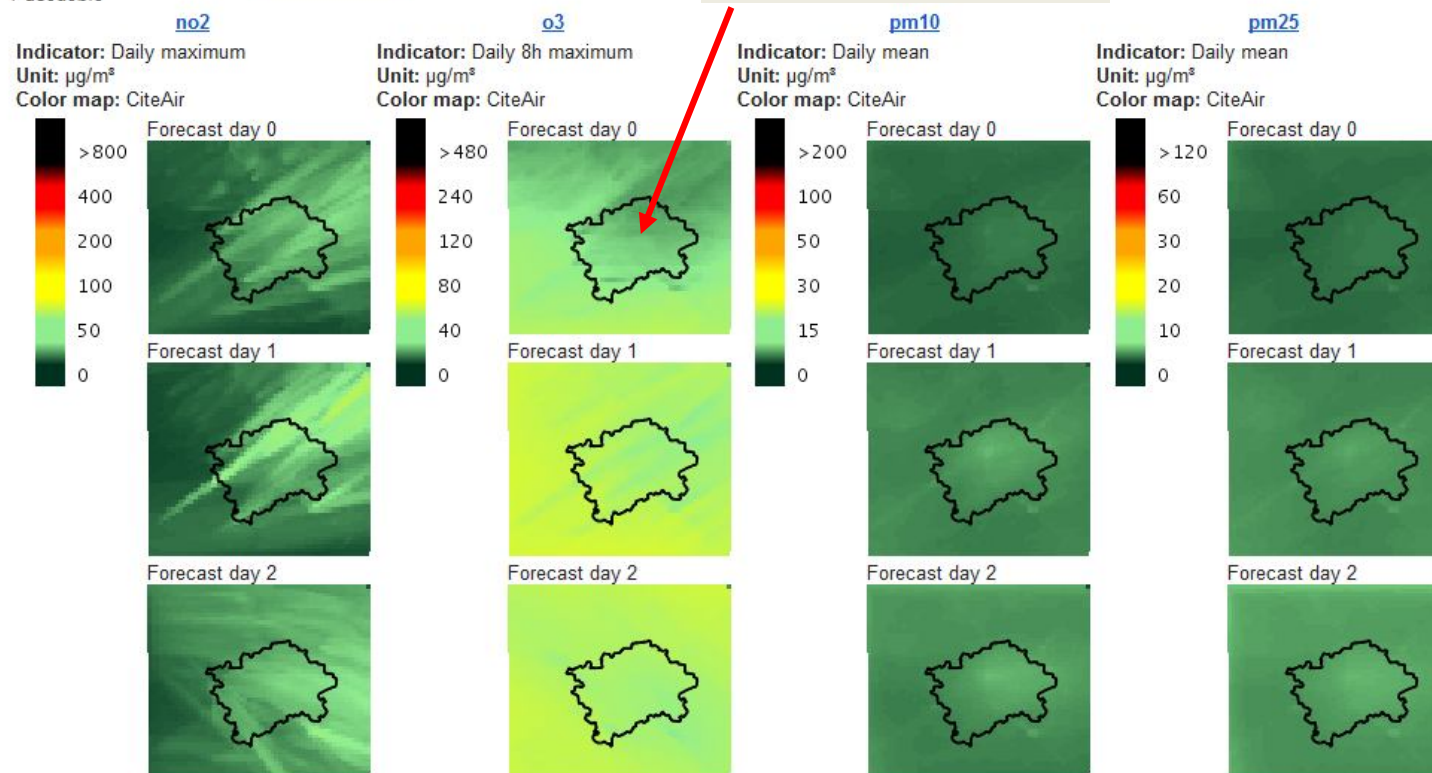 no2
Indicator: Daily maximum
Unit: µg/m³
Color map: CiteAir
Forecast day 0
>800
400
200
100
50
0
Forecast day 1
Forecast day 2
o3
Indicator: Daily 8h maximum
Unit: µg/m³
Color map: CiteAir
Forecast day 0
>480
240
120
80
40
0
Forecast day 1
Forecast day 2
pm10
Indicator: Daily mean
Unit: µg/m³
Color map: CiteAir
Forecast day 0
>200
100
50
30
15
0
Forecast day 1
Forecast day 2
pm25
Indicator: Daily mean
Unit: µg/m³
Color map: CiteAir
Forecast day 0
>120
60
30
20
10
0
Forecast day 1
Forecast day 2